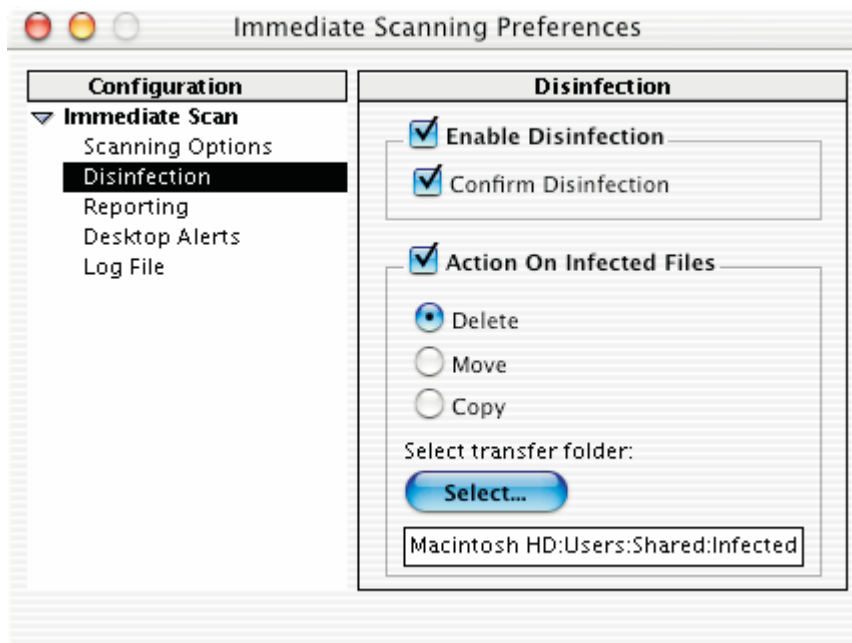 Immediate Scanning Preferences
Configuration
Immediate Scan
Scanning Options
Disinfection
Reporting
Desktop Alerts
Log File
Disinfection
Enable Disinfection
Confirm Disinfection
Action On Infected Files
Delete
Move
Copy
Select transfer folder:
Select...
Macintosh HD:Users:Shared:Infected